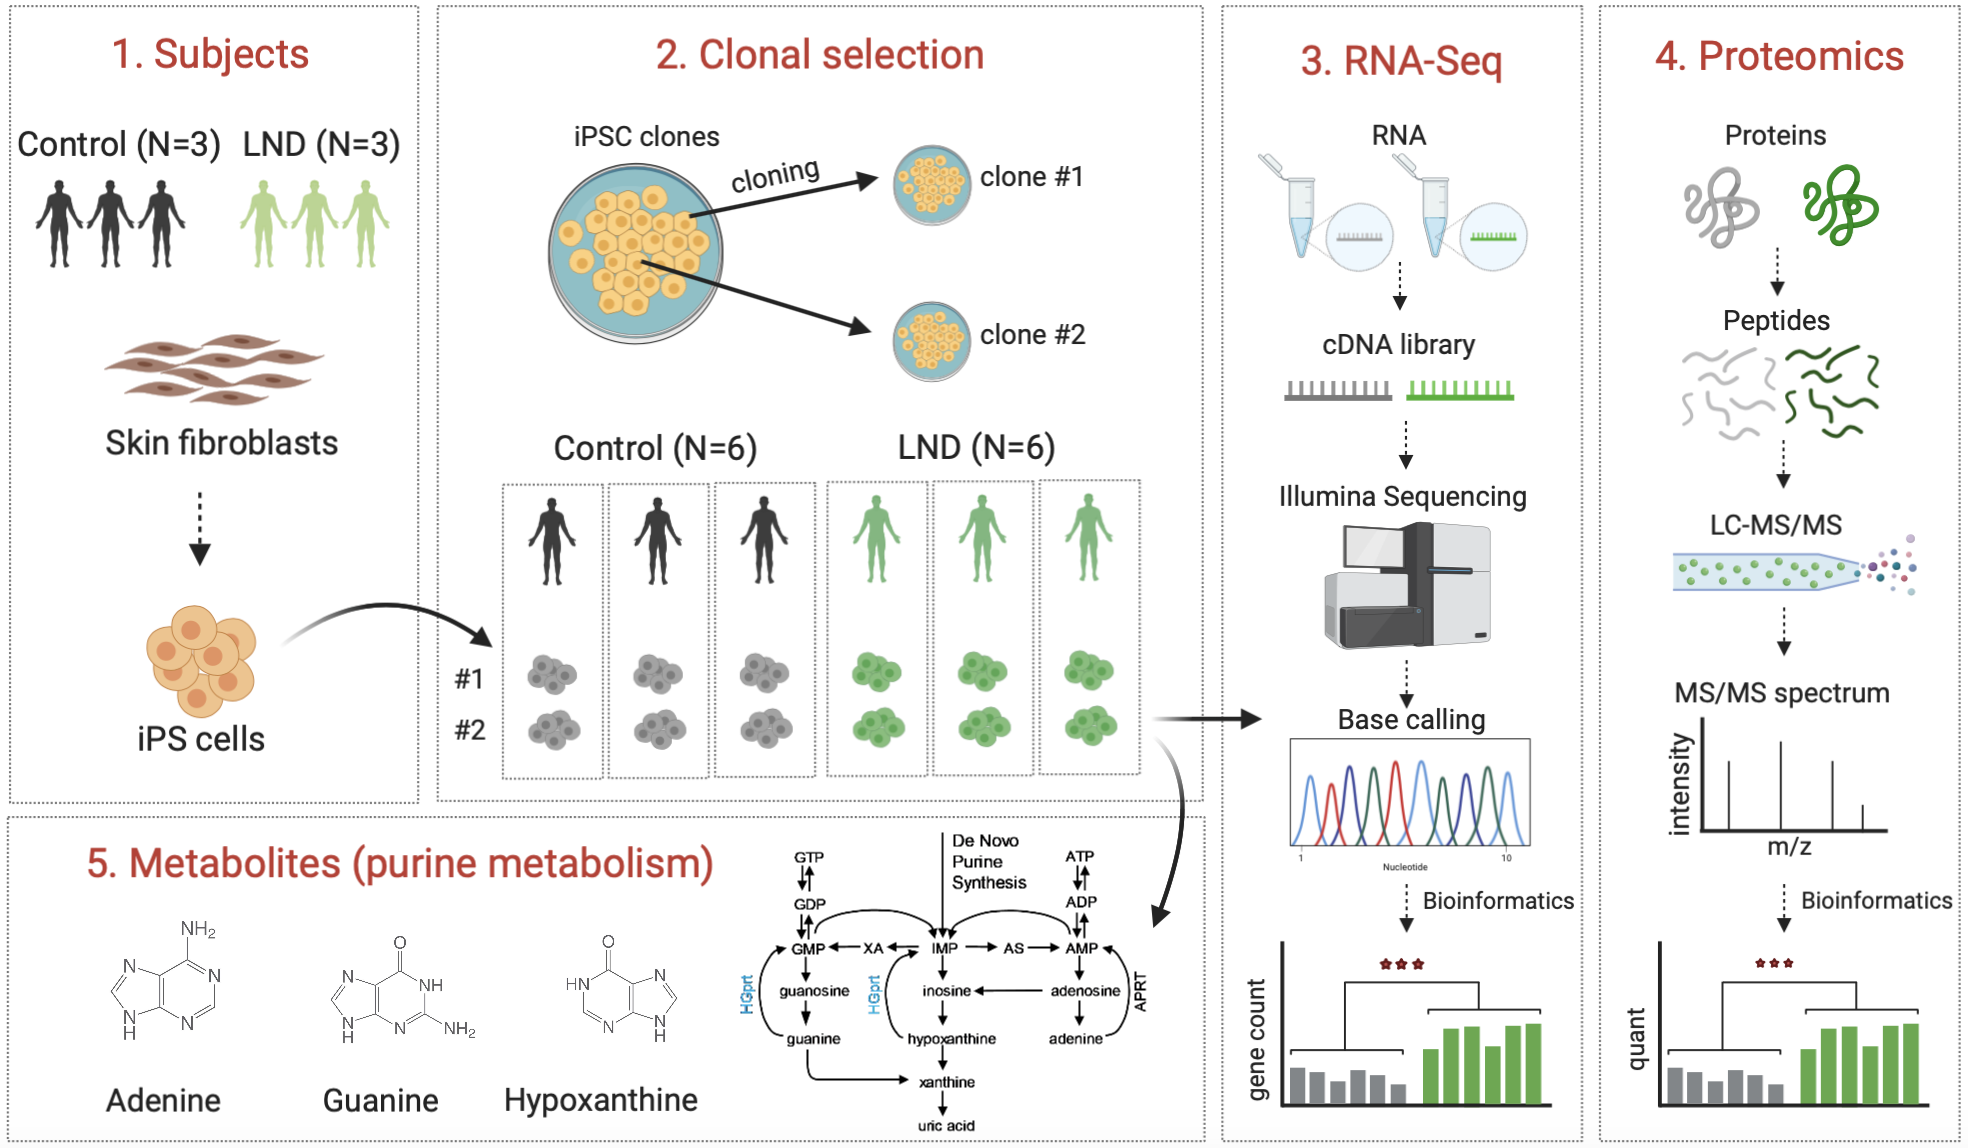 1. Subjects
Control (N=3)
LND (N=3)
Skin fibroblasts
iPS cells
2. Clonal selection
iPSC clones
cloning
clone #1
clone #2
Control (N=6)
LND (N=6)
#1
#2
3. RNA-Seq
RNA
cDNA library
Illumina Sequencing
Base calling
1
10
Nucleotide
Bioinformatics
gene count
4. Proteomics
Proteins
Peptides
LC-MS/MS
MS/MS spectrum
intensity
m/z
Bioinformatics
quant
5. Metabolites (purine metabolism)
NH2
N
N
N
N
H
Adenine
O
N
NH
N
H
N
NH2
Guanine
O
HN
N
N
N
H
Hypoxanthine
De Novo
Purine
Synthesis
GTP
ATP
GDP
ADP
GMP
XA
IMP
AS
AMP
HGprt
HGprt
APRT
guanosine
inosine
adenosine
guanine
hypoxanthine
adenine
xanthine
uric acid